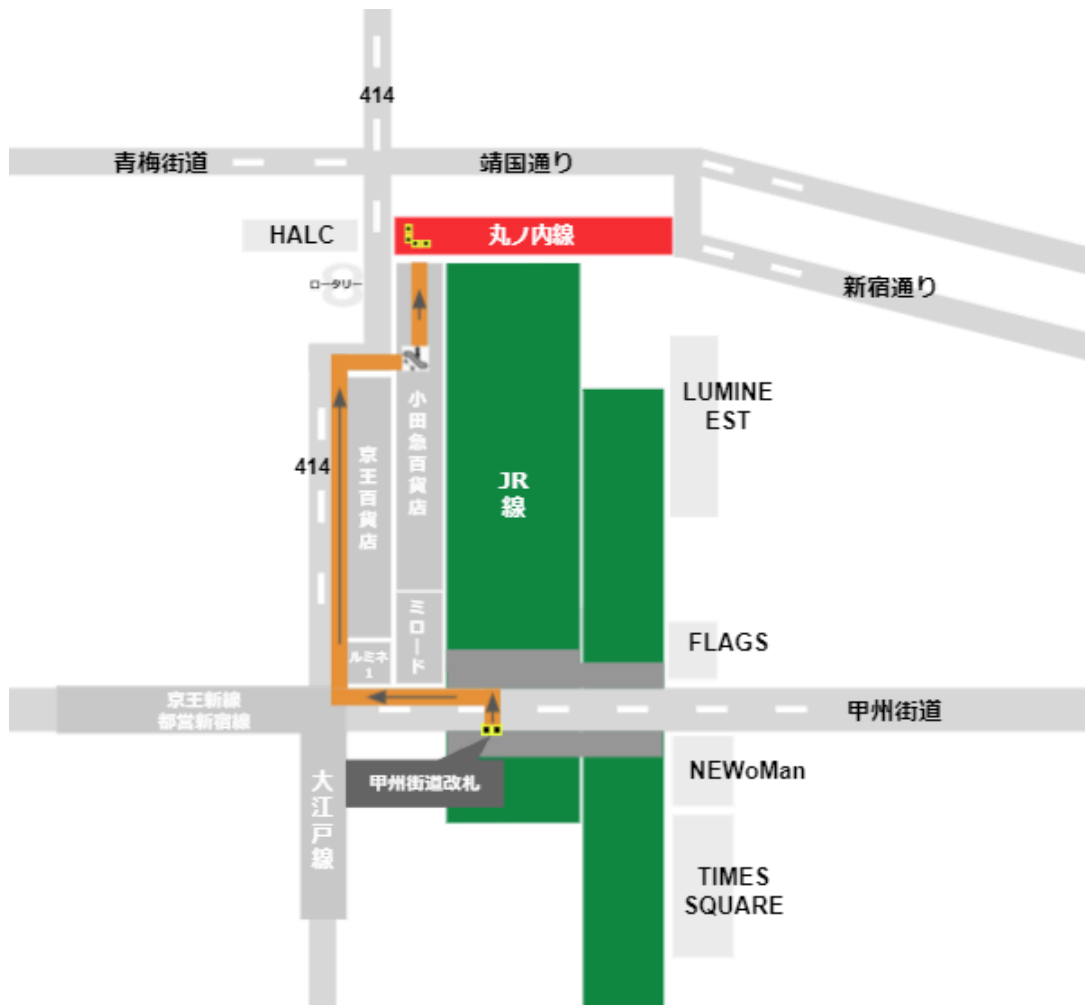 414
青梅街道
靖国通り
HALC
丸ノ内線
ロータリー
新宿通り
LUMINE
EST
小田急百貨店
京王百貨店
414
JR
線
ミロード
ルミネ
1
FLAGS
京王新線
都営新宿線
甲州街道
甲州街道改札
NEWoMan
大江戸線
TIMES
SQUARE